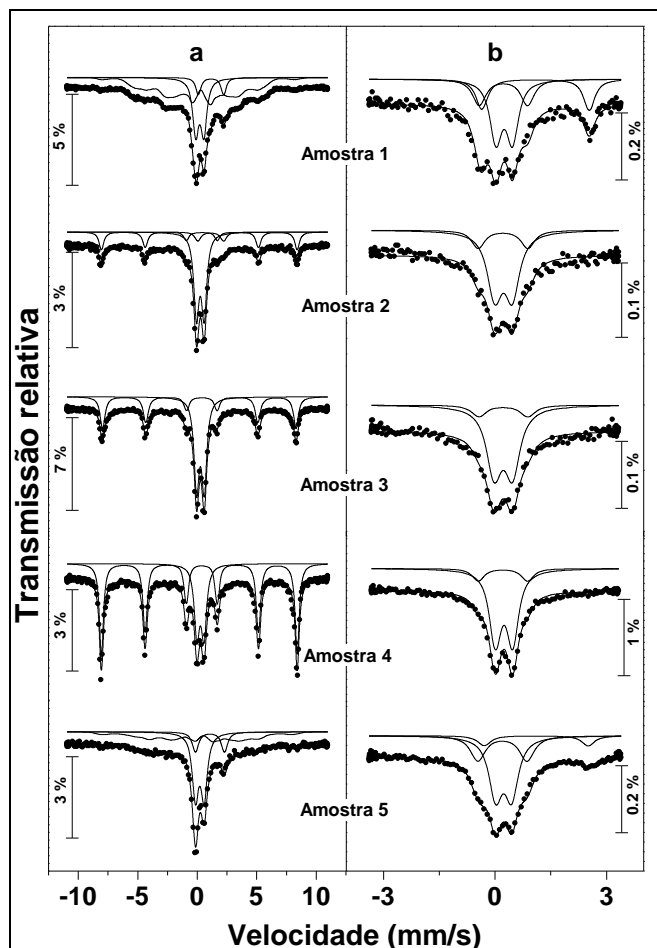 a b
5 % Amostra 1 0.2 %
3 % Amostra 2 0.1 %
7 % Amostra 3 0.1 %
3 % Amostra 4 1 %
3 % Amostra 5 0.2 %
Transmissão relativa
-10 -5 0 5 10 -3 0 3
Velocidade (mm/s)